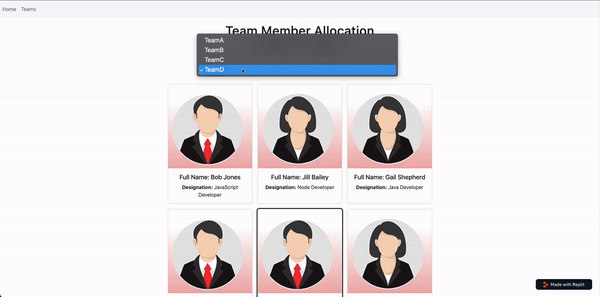 Home Teams
Team Member Allocation
TeamA
TeamB
TeamC
✓ TeamD
Full Name: Bob Jones
Designation: JavaScript
Developer
Full Name: Jill Bailey
Designation: Node Developer
Full Name: Gail Shepherd
Designation: Java Developer
Made with Replit